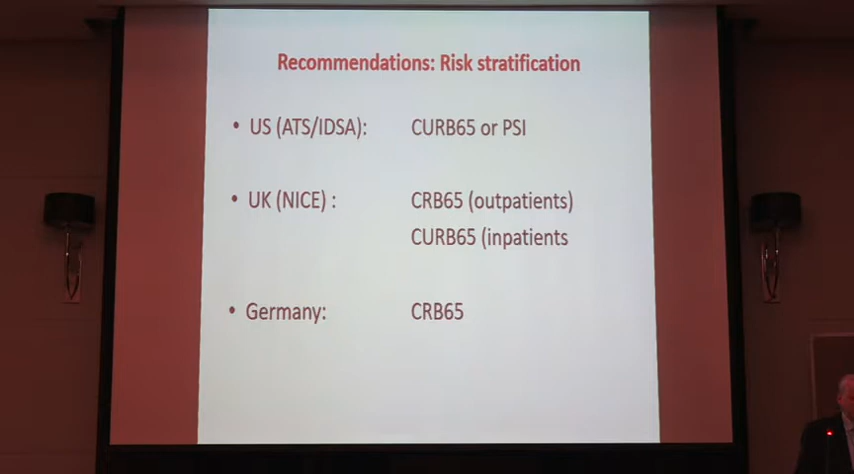 Recommendations: Risk stratification
• US (ATS/IDSA): CURB65 or PSI
• UK (NICE) : CRB65 (outpatients)
CURB65 (inpatients
• Germany: CRB65